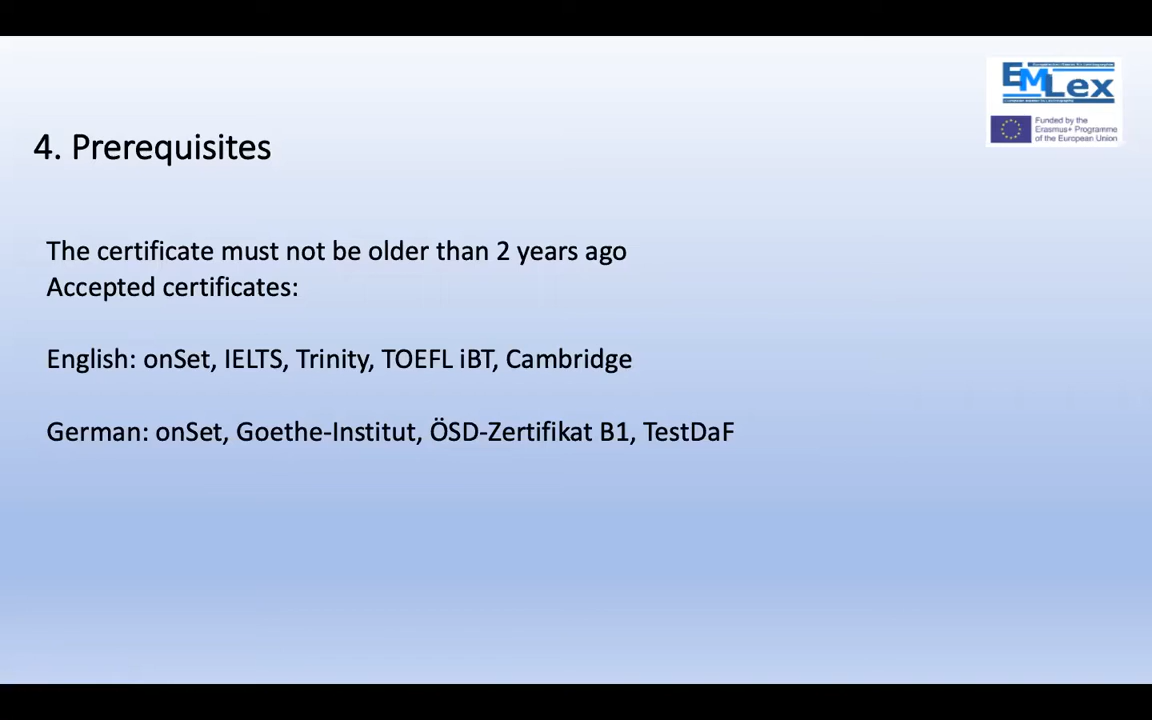 EMLex
Funded by the
Erasmus+ Programme
of the European Union
4. Prerequisites
The certificate must not be older than 2 years ago
Accepted certificates:
English: onSet, IELTS, Trinity, TOEFL iBT, Cambridge
German: onSet, Goethe-Institut, ÖSD-Zertifikat B1, TestDaF